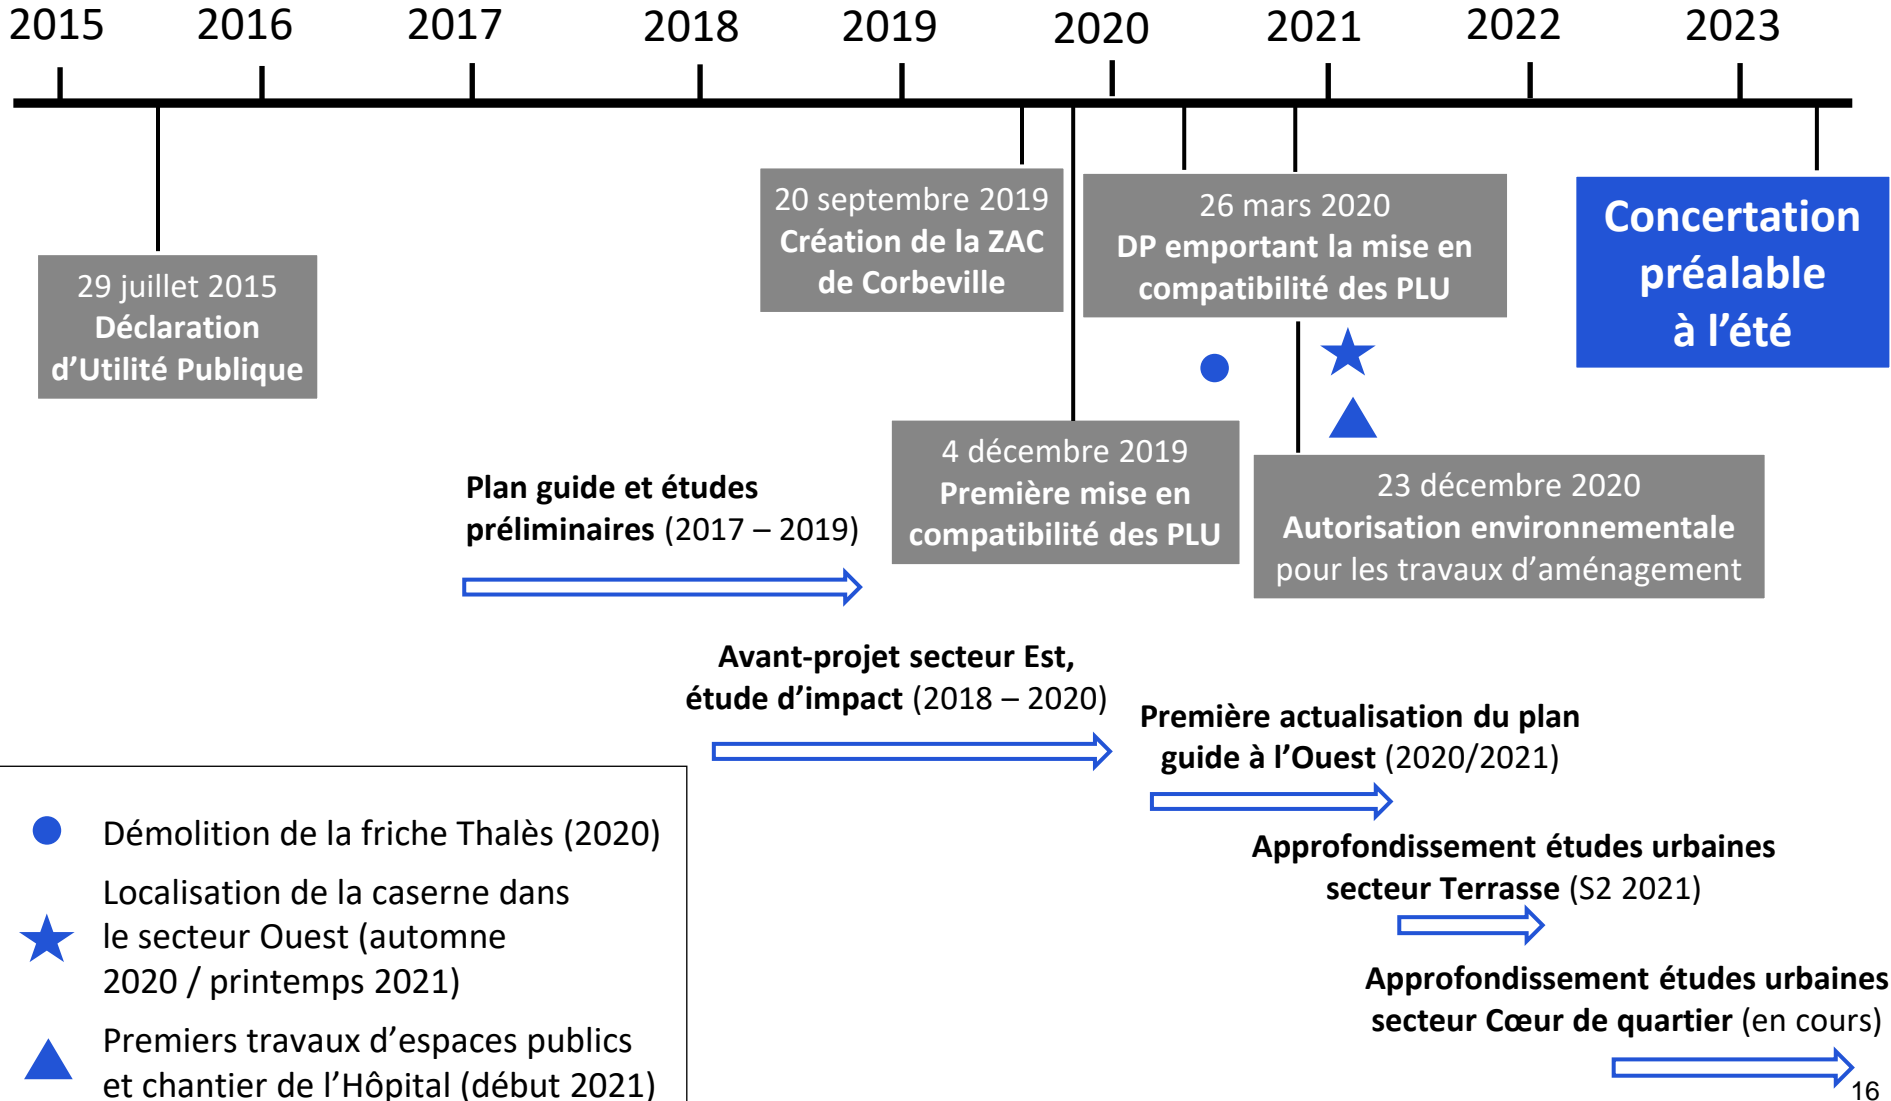 2015 2016 2017 2018 2019 2020 2021 2022 2023
29 juillet 2015
Déclaration
d’Utilité Publique
20 septembre 2019
Création de la ZAC
de Corbeville
26 mars 2020
DP emportant la mise en
compatibilité des PLU
Concertation
préalable
à l’été
4 décembre 2019
Première mise en
compatibilité des PLU
23 décembre 2020
Autorisation environnementale
pour les travaux d’aménagement
Plan guide et études
préliminaires (2017 – 2019)
Avant-projet secteur Est,
étude d’impact (2018 – 2020)
Première actualisation du plan
guide à l’Ouest (2020/2021)
Approfondissement études urbaines
secteur Terrasse (S2 2021)
Approfondissement études urbaines
secteur Cœur de quartier (en cours)
Démolition de la friche Thalès (2020)
Localisation de la caserne dans
le secteur Ouest (automne
2020 / printemps 2021)
Premiers travaux d’espaces publics
et chantier de l’Hôpital (début 2021)
16